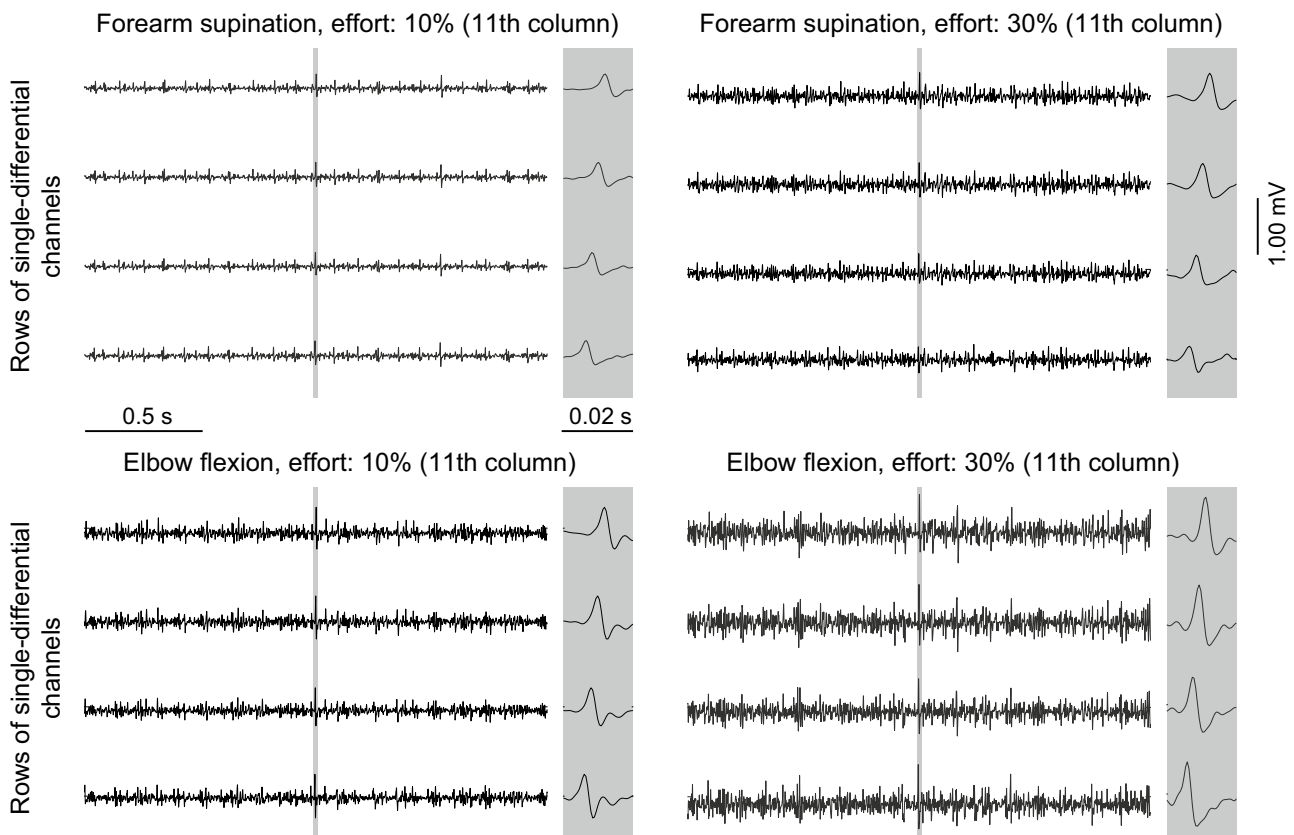 Forearm supination, effort: 10% (11th column)
Forearm supination, effort: 30% (11th column)
Rows of single-differential
channels
1.00 mV
0.5 s
0.02 s
Elbow flexion, effort: 10% (11th column)
Elbow flexion, effort: 30% (11th column)
Rows of single-differential
channels